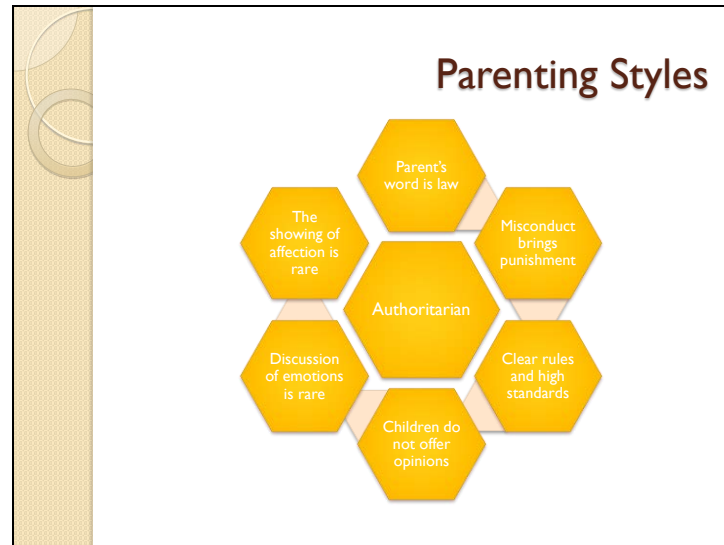 Parenting Styles
Parent's
word is law
Misconduct
brings
punishment
Clear rules
and high
standards
Children do
not offer
opinions
Discussion
of emotions
is rare
The
showing of
affection is
rare
Authoritarian